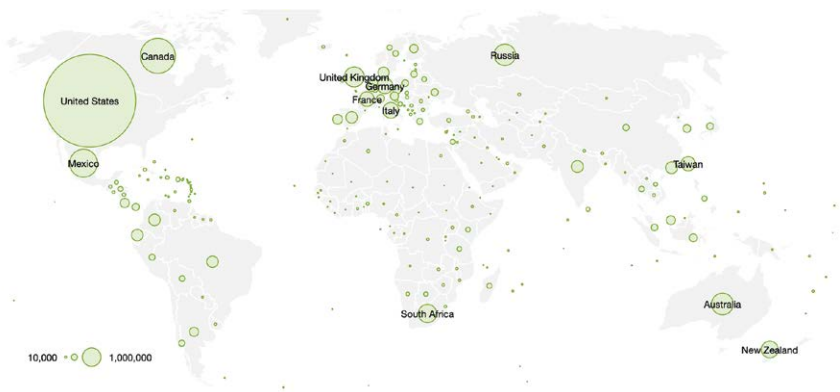 Canada
Russia
United Kingdom
Germany
United States
France
Italy
Mexico
Taiwan
Australia
South Africa
New Zealand
10,000 1,000,000